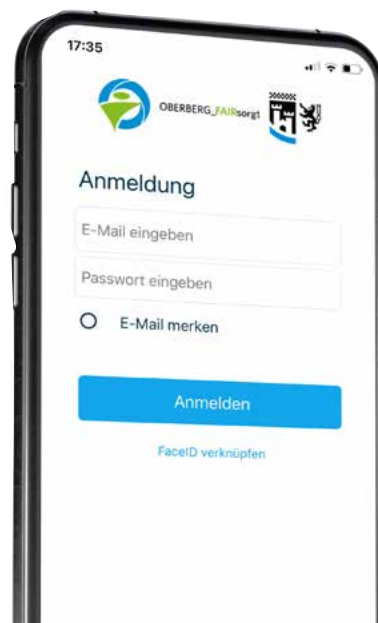 17:35
OBERBERG_FAIRsorgt
Anmeldung
E-Mail eingeben
Passwort eingeben
E-Mail merken
Anmelden
FaceID verknüpfen